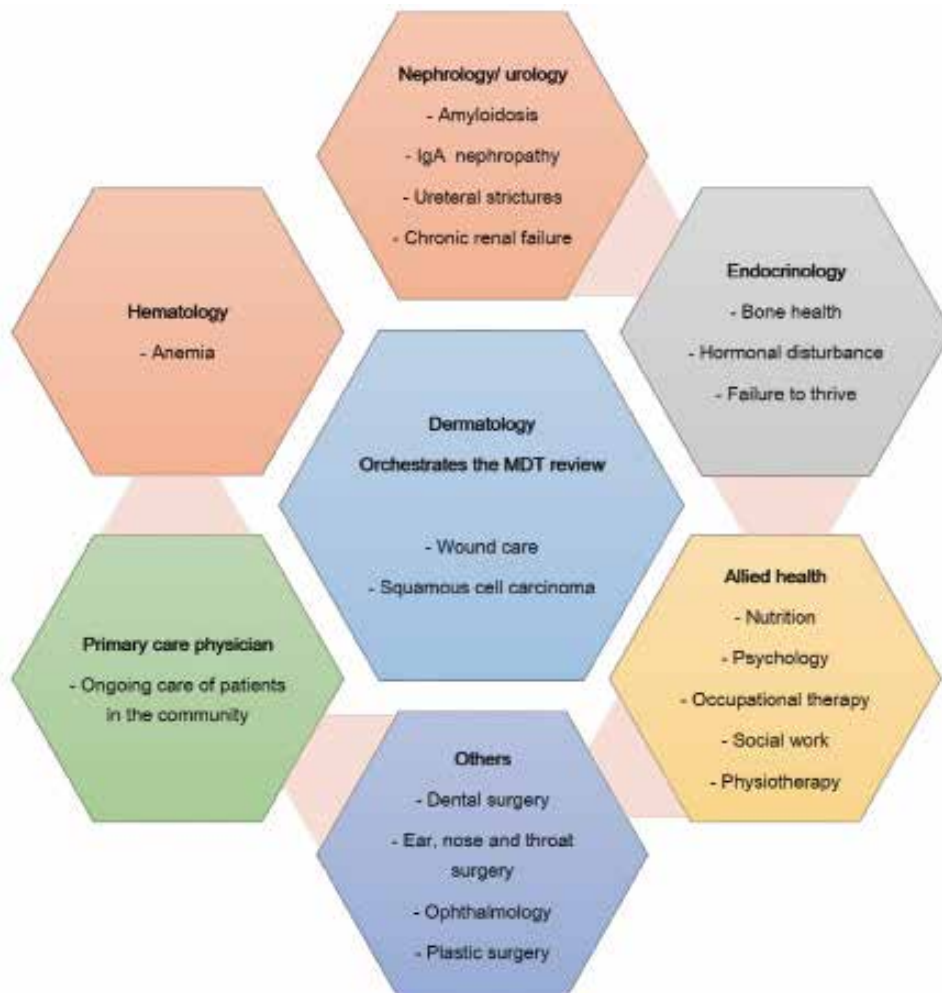 Nephrology/ urology
- Amyloidosis
- IgA nephropathy
- Ureteral strictures
- Chronic renal failure
Hematology
- Anemia
Endocrinology
- Bone health
- Hormonal disturbance
- Failure to thrive
Dermatology
Orchestrates the MDT review
- Wound care
- Squamous cell carcinoma
Primary care physician
- Ongoing care of patients
in the community
Allied health
- Nutrition
- Psychology
- Occupational therapy
- Social work
- Physiotherapy
Others
- Dental surgery
- Ear, nose and throat
surgery
- Ophthalmology
- Plastic surgery